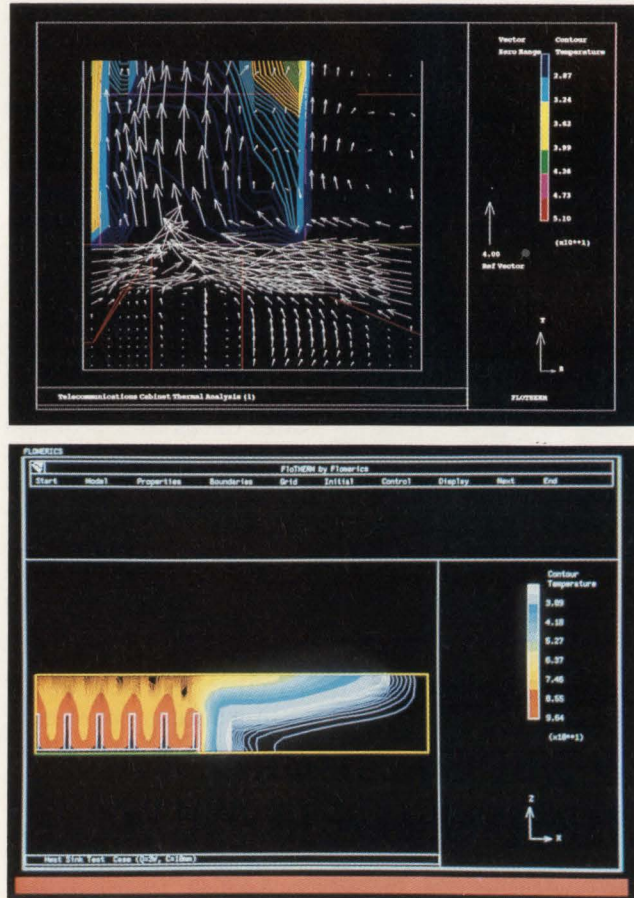 Vector Contour
Zero Range Temperature
2.87
3.24
3.62
3.99
4.36
4.73
5.10
(x10**1)
4.00
Ref Vector
Y
Telecommunications Cabinet Thermal Analysis (1)
FLOTHERM
FLOMERICS
FloTHERM by Flomerics
Start Model Properties Boundaries Grid Initial Control Display Next End
Contour
Temperature
4.18
5.27
6.37
7.46
8.55
9.64
(x10**1)
Z
X
Heat Sink Test Case (Q=3W, C=10mm)